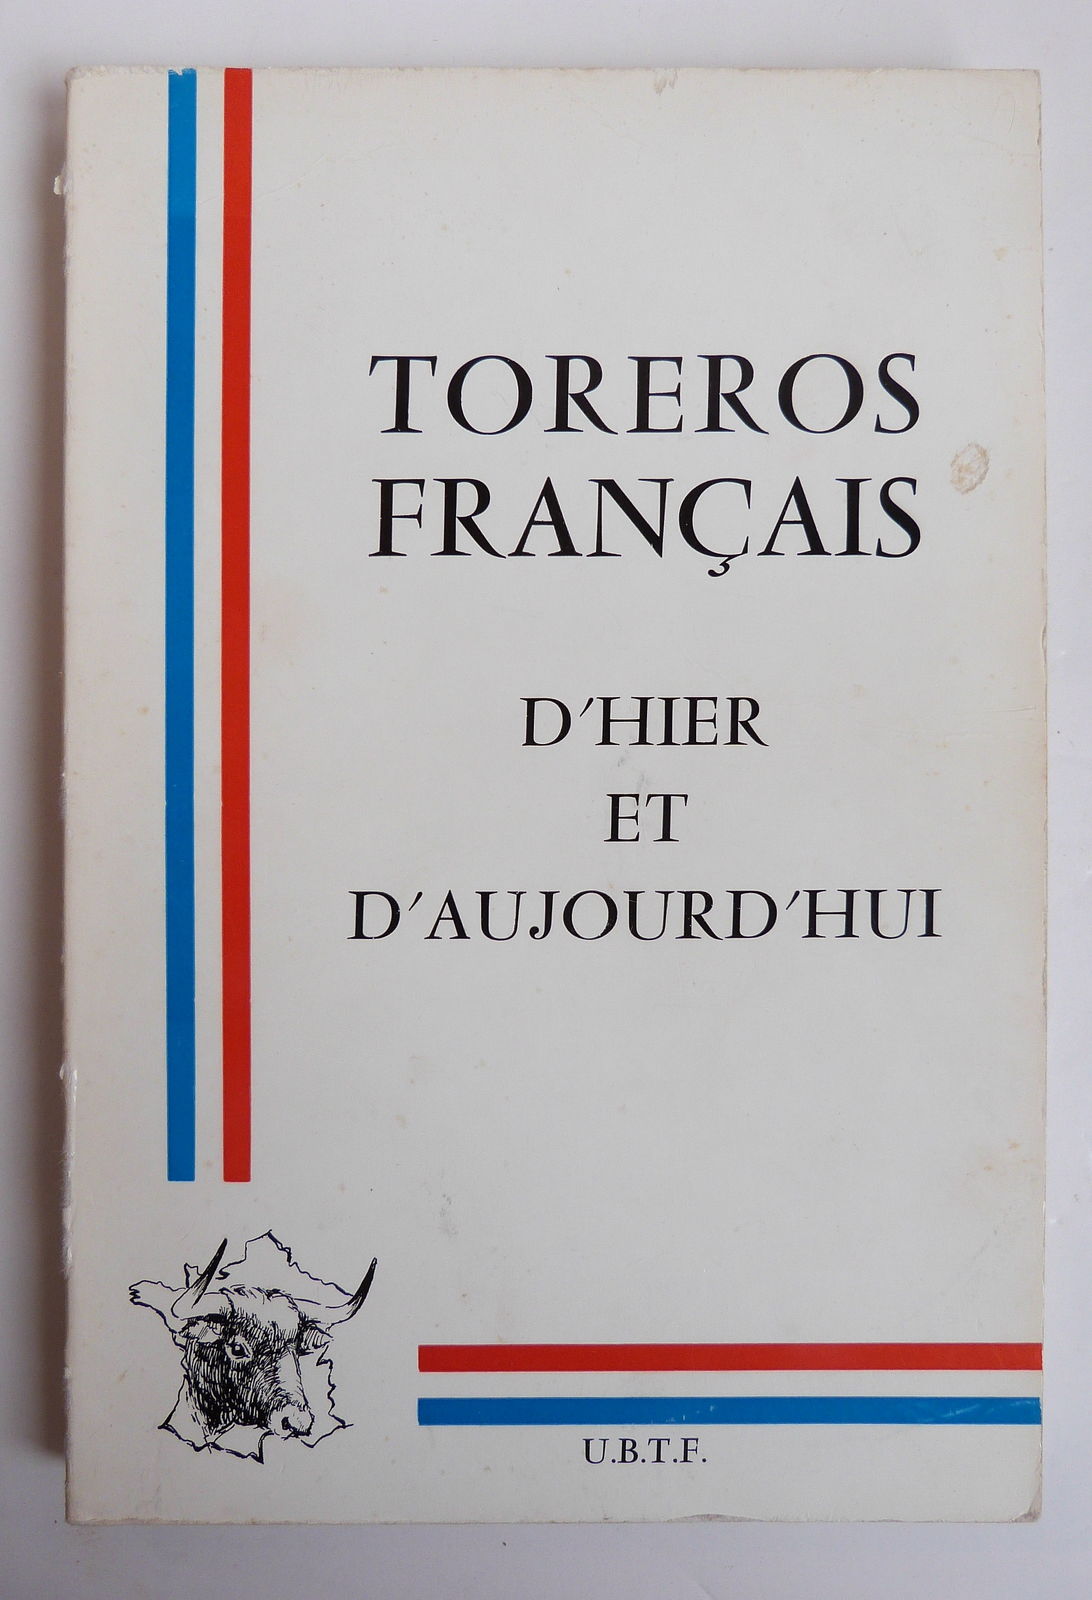 TOREROS
FRANÇAIS
D'HIER
ET
D'AUJOURD'HUI
U.B.T.F.